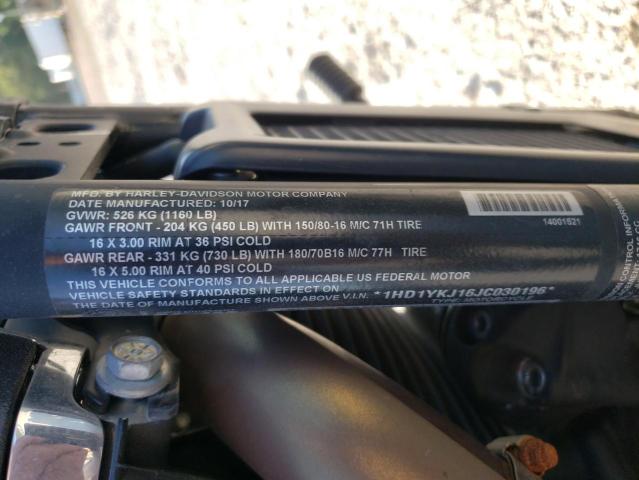 MFD. BY HARLEY-DAVIDSON MOTOR COMPANY
DATE MANUFACTURED: 10/17
GVWR: 526 KG (1160 LB)
GAWR FRONT - 204 KG (450 LB) WITH 150/80-16 M/C 71H TIRE
16 X 3.00 RIM AT 36 PSI COLD
GAWR REAR - 331 KG (730 LB) WITH 180/70B16 M/C 77H TIRE
16 X 5.00 RIM AT 40 PSI COLD
THIS VEHICLE CONFORMS TO ALL APPLICABLE US FEDERAL MOTOR
VEHICLE SAFETY STANDARDS IN EFFECT ON
THE DATE OF MANUFACTURE SHOWN ABOVE V.I.N. *1HD1YKJ16JC030196*
MOTORCYCLE
14001521
CONTROL INFORMA